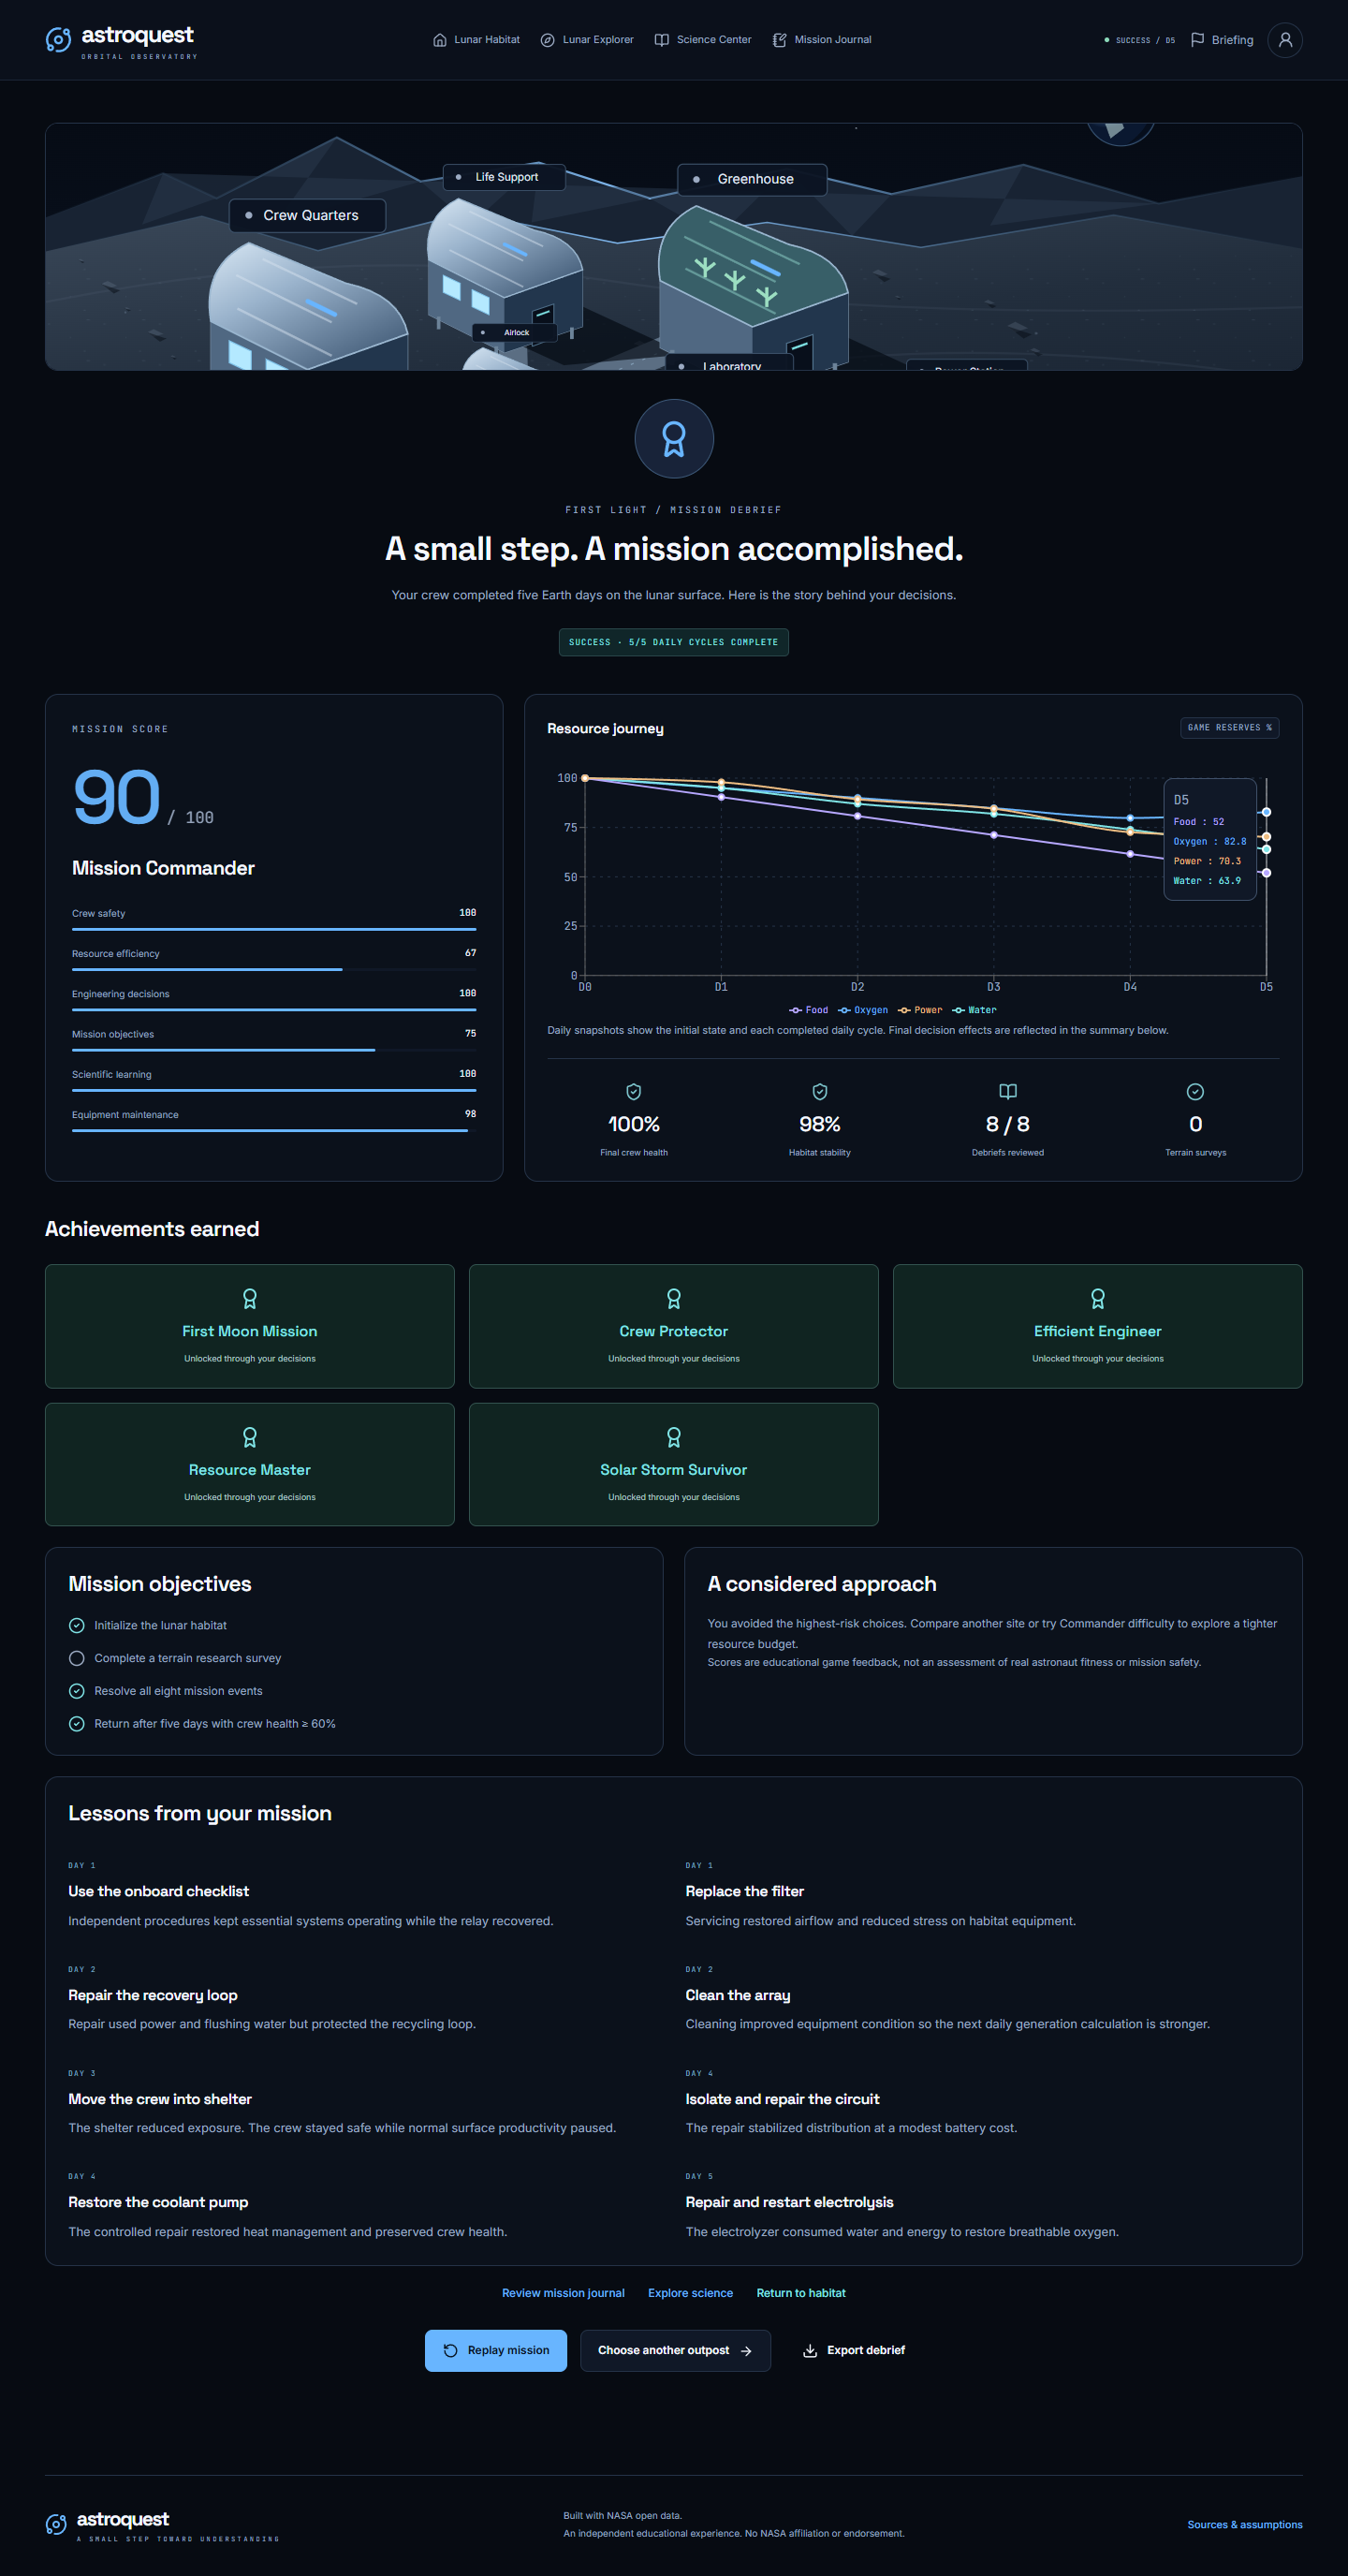 astroquest
ORBITAL OBSERVATORY
Lunar Habitat
Lunar Explorer
Science Center
Mission Journal
SUCCESS / D5
Briefing
Life Support
Greenhouse
Crew Quarters
Airlock
Laboratory
Power Station
FIRST LIGHT / MISSION DEBRIEF
A small step. A mission accomplished.
Your crew completed five Earth days on the lunar surface. Here is the story behind your decisions.
SUCCESS · 5/5 DAILY CYCLES COMPLETE
MISSION SCORE
90 / 100
Mission Commander
Crew safety 100
Resource efficiency 67
Engineering decisions 100
Mission objectives 75
Scientific learning 100
Equipment maintenance 98
Resource journey
GAME RESERVES %
100
75
50
25
0
D0 D1 D2 D3 D4 D5
D5
Food : 52
Oxygen : 82.8
Power : 70.3
Water : 63.9
Food Oxygen Power Water
Daily snapshots show the initial state and each completed daily cycle. Final decision effects are reflected in the summary below.
100%
Final crew health
98%
Habitat stability
8 / 8
Debriefs reviewed
0
Terrain surveys
Achievements earned
First Moon Mission
Unlocked through your decisions
Crew Protector
Unlocked through your decisions
Efficient Engineer
Unlocked through your decisions
Resource Master
Unlocked through your decisions
Solar Storm Survivor
Unlocked through your decisions
Mission objectives
Initialize the lunar habitat
Complete a terrain research survey
Resolve all eight mission events
Return after five days with crew health ≥ 60%
A considered approach
You avoided the highest-risk choices. Compare another site or try Commander difficulty to explore a tighter
resource budget.
Scores are educational game feedback, not an assessment of real astronaut fitness or mission safety.
Lessons from your mission
DAY 1
Use the onboard checklist
Independent procedures kept essential systems operating while the relay recovered.
DAY 1
Replace the filter
Servicing restored airflow and reduced stress on habitat equipment.
DAY 2
Repair the recovery loop
Repair used power and flushing water but protected the recycling loop.
DAY 2
Clean the array
Cleaning improved equipment condition so the next daily generation calculation is stronger.
DAY 3
Move the crew into shelter
The shelter reduced exposure. The crew stayed safe while normal surface productivity paused.
DAY 4
Isolate and repair the circuit
The repair stabilized distribution at a modest battery cost.
DAY 4
Restore the coolant pump
The controlled repair restored heat management and preserved crew health.
DAY 5
Repair and restart electrolysis
The electrolyzer consumed water and energy to restore breathable oxygen.
Review mission journal
Explore science
Return to habitat
Replay mission
Choose another outpost
Export debrief
astroquest
A SMALL STEP TOWARD UNDERSTANDING
Built with NASA open data.
An independent educational experience. No NASA affiliation or endorsement.
Sources & assumptions